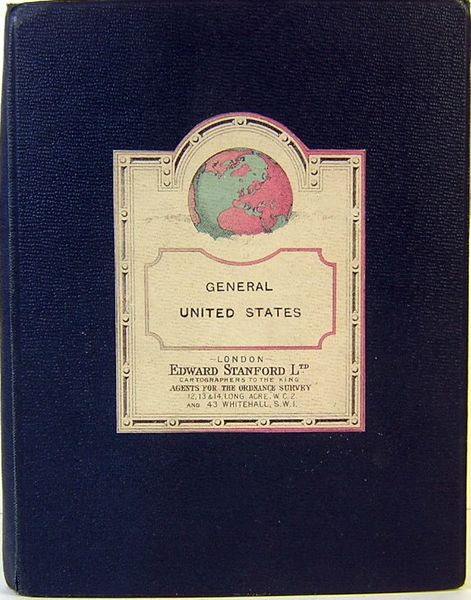 GENERAL
UNITED STATES
—LONDON—
EDWARD STANFORD LTD
CARTOGRAPHERS TO THE KING
AGENTS FOR THE ORDNANCE SURVEY
12, 13 & 14, LONG ACRE, W.C.2.
AND 43 WHITEHALL, S.W.1.